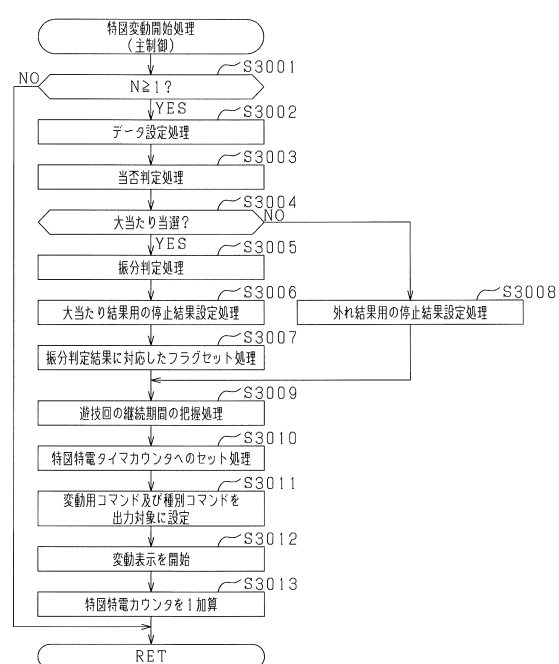 特図変動開始処理
(主制御)
S3001
NO
N≧1?
YES
S3002
データ設定処理
S3003
当否判定処理
S3004
大当たり当選?
NO
YES
S3005
振分判定処理
S3006
大当たり結果用の停止結果設定処理
S3008
外れ結果用の停止結果設定処理
S3007
振分判定結果に対応したフラグセット処理
S3009
遊技回の継続期間の把握処理
S3010
特図特電タイマカウンタへのセット処理
S3011
変動用コマンド及び種別コマンドを
出力対象に設定
S3012
変動表示を開始
S3013
特図特電カウンタを1加算
RET